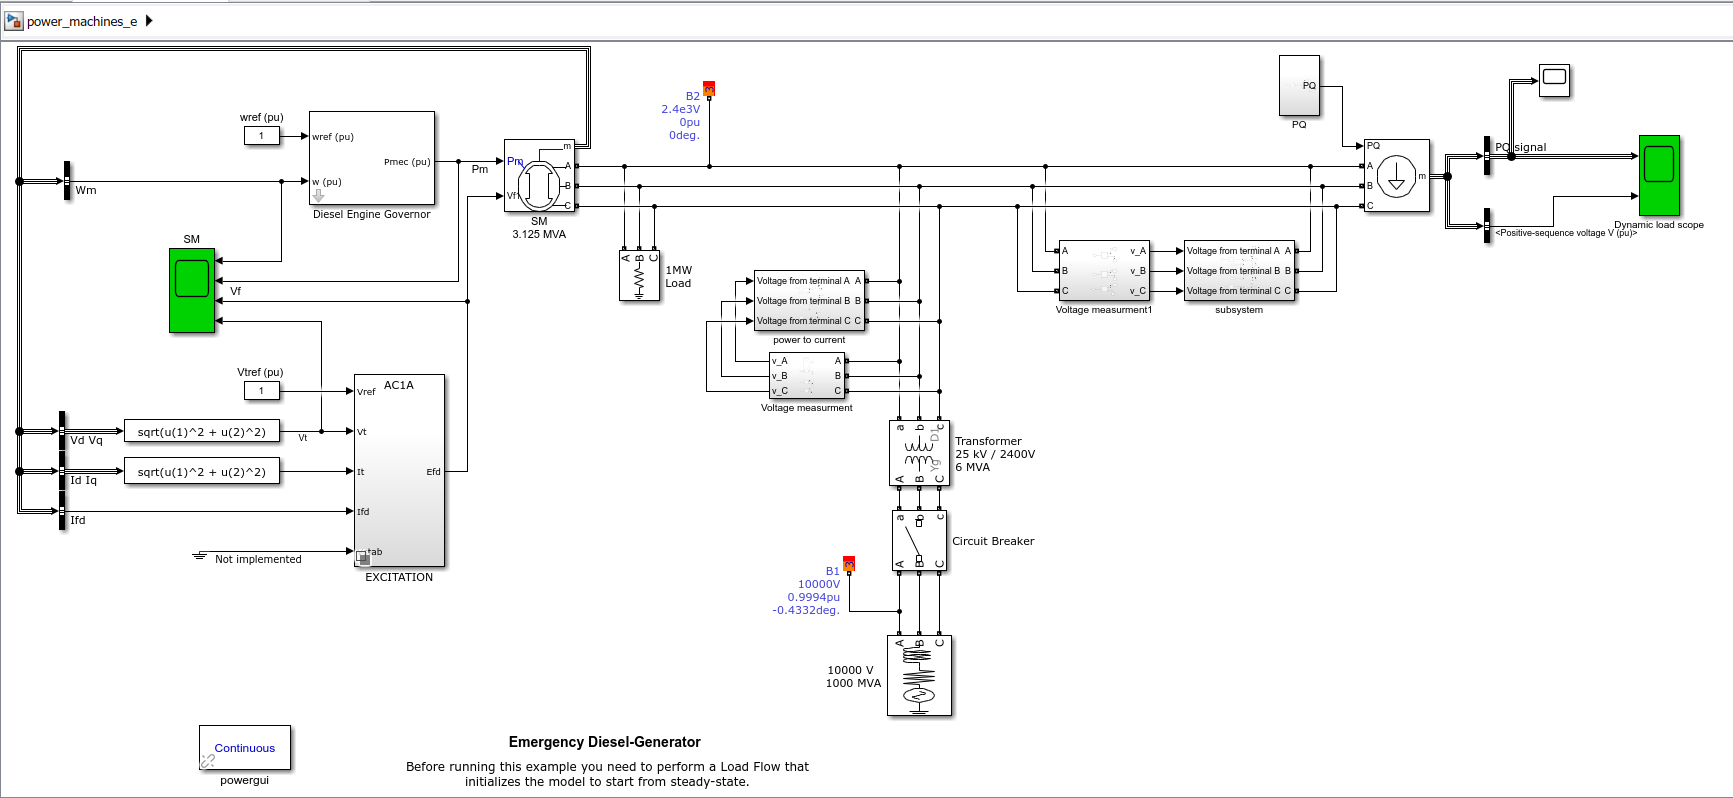 power_machines_e
wref (pu)
1
wref (pu)
Pmec (pu)
w (pu)
Diesel Engine Governor
Wm
Pm
Pm
m
A
B
C
SM
3.125 MVA
SM
Vf
Vtref (pu)
1
AC1A
Vref
Vd Vq
sqrt(u(1)^2 + u(2)^2)
Vt
Vt
Id Iq
sqrt(u(1)^2 + u(2)^2)
It
Efd
Ifd
Ifd
Not implemented
EXCITATION
B2
2.4e3V
0pu
0deg.
A B C
1MW
Load
Voltage from terminal A A
Voltage from terminal B B
Voltage from terminal C C
power to current
v_A A
v_B B
v_C C
Voltage measurment
a b c
D1
Yg
A B C
Transformer
25 kV / 2400V
6 MVA
a b c
A B C
Circuit Breaker
B1
10000V
0.9994pu
-0.4332deg.
A B C
10000 V
1000 MVA
A v_A
B v_B
C v_C
Voltage measurment1
Voltage from terminal A A
Voltage from terminal B B
Voltage from terminal C C
subsystem
PQ
PQ
PQ
A
B
C
m
PQ signal
<Positive-sequence voltage V (pu)>
Dynamic load scope
Continuous
powergui
Emergency Diesel-Generator
Before running this example you need to perform a Load Flow that
initializes the model to start from steady-state.